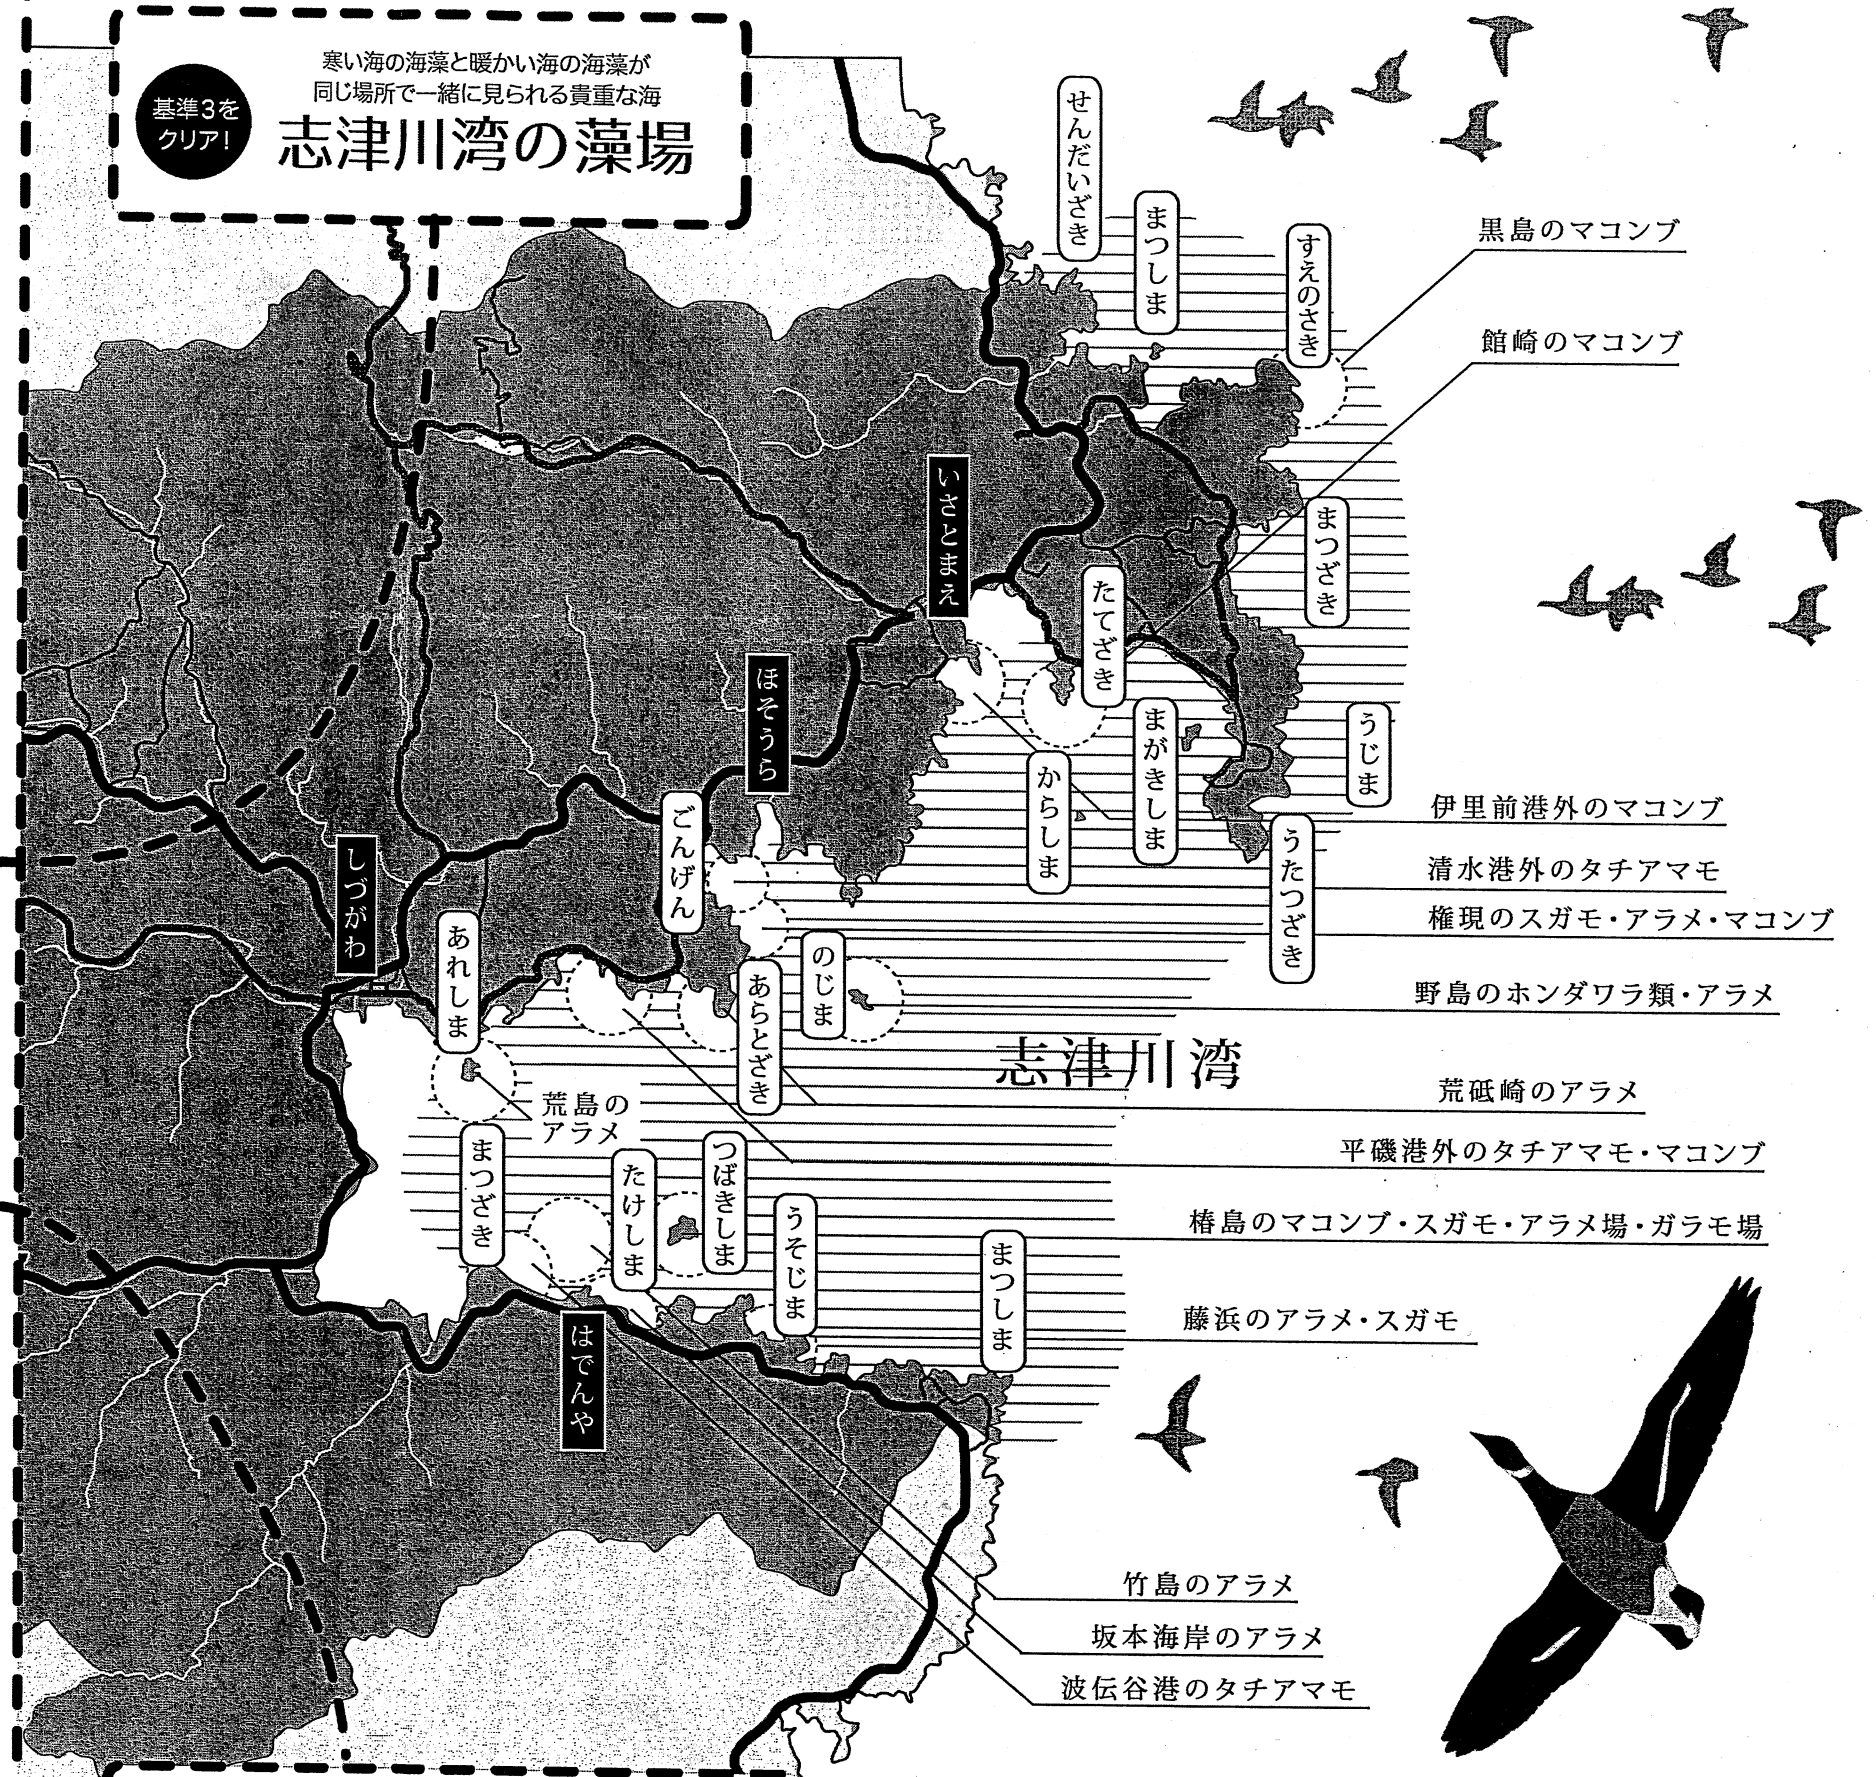 基準3を
クリア!
寒い海の海藻と暖かい海の海藻が
同じ場所で一緒に見られる貴重な海
志津川湾の藻場
せんだいざき
まつしま
すえのさき
黒島のマコンブ
館崎のマコンブ
いさとまえ
まつざき
たてざき
ほそうら
まがきしま
うじま
からしま
ごんげん
伊里前港外のマコンブ
うたつざき
しづがわ
清水港外のタチアマモ
権現のスガモ・アラメ・マコンブ
あれしま
のじま
あらとざき
野島のホンダワラ類・アラメ
志津川湾
荒島の
アラメ
荒砥崎のアラメ
まつざき
たけしま
つばきしま
平磯港外のタチアマモ・マコンブ
うそじま
椿島のマコンブ・スガモ・アラメ場・ガラモ場
まつしま
はでんや
藤浜のアラメ・スガモ
竹島のアラメ
坂本海岸のアラメ
波伝谷港のタチアマモ